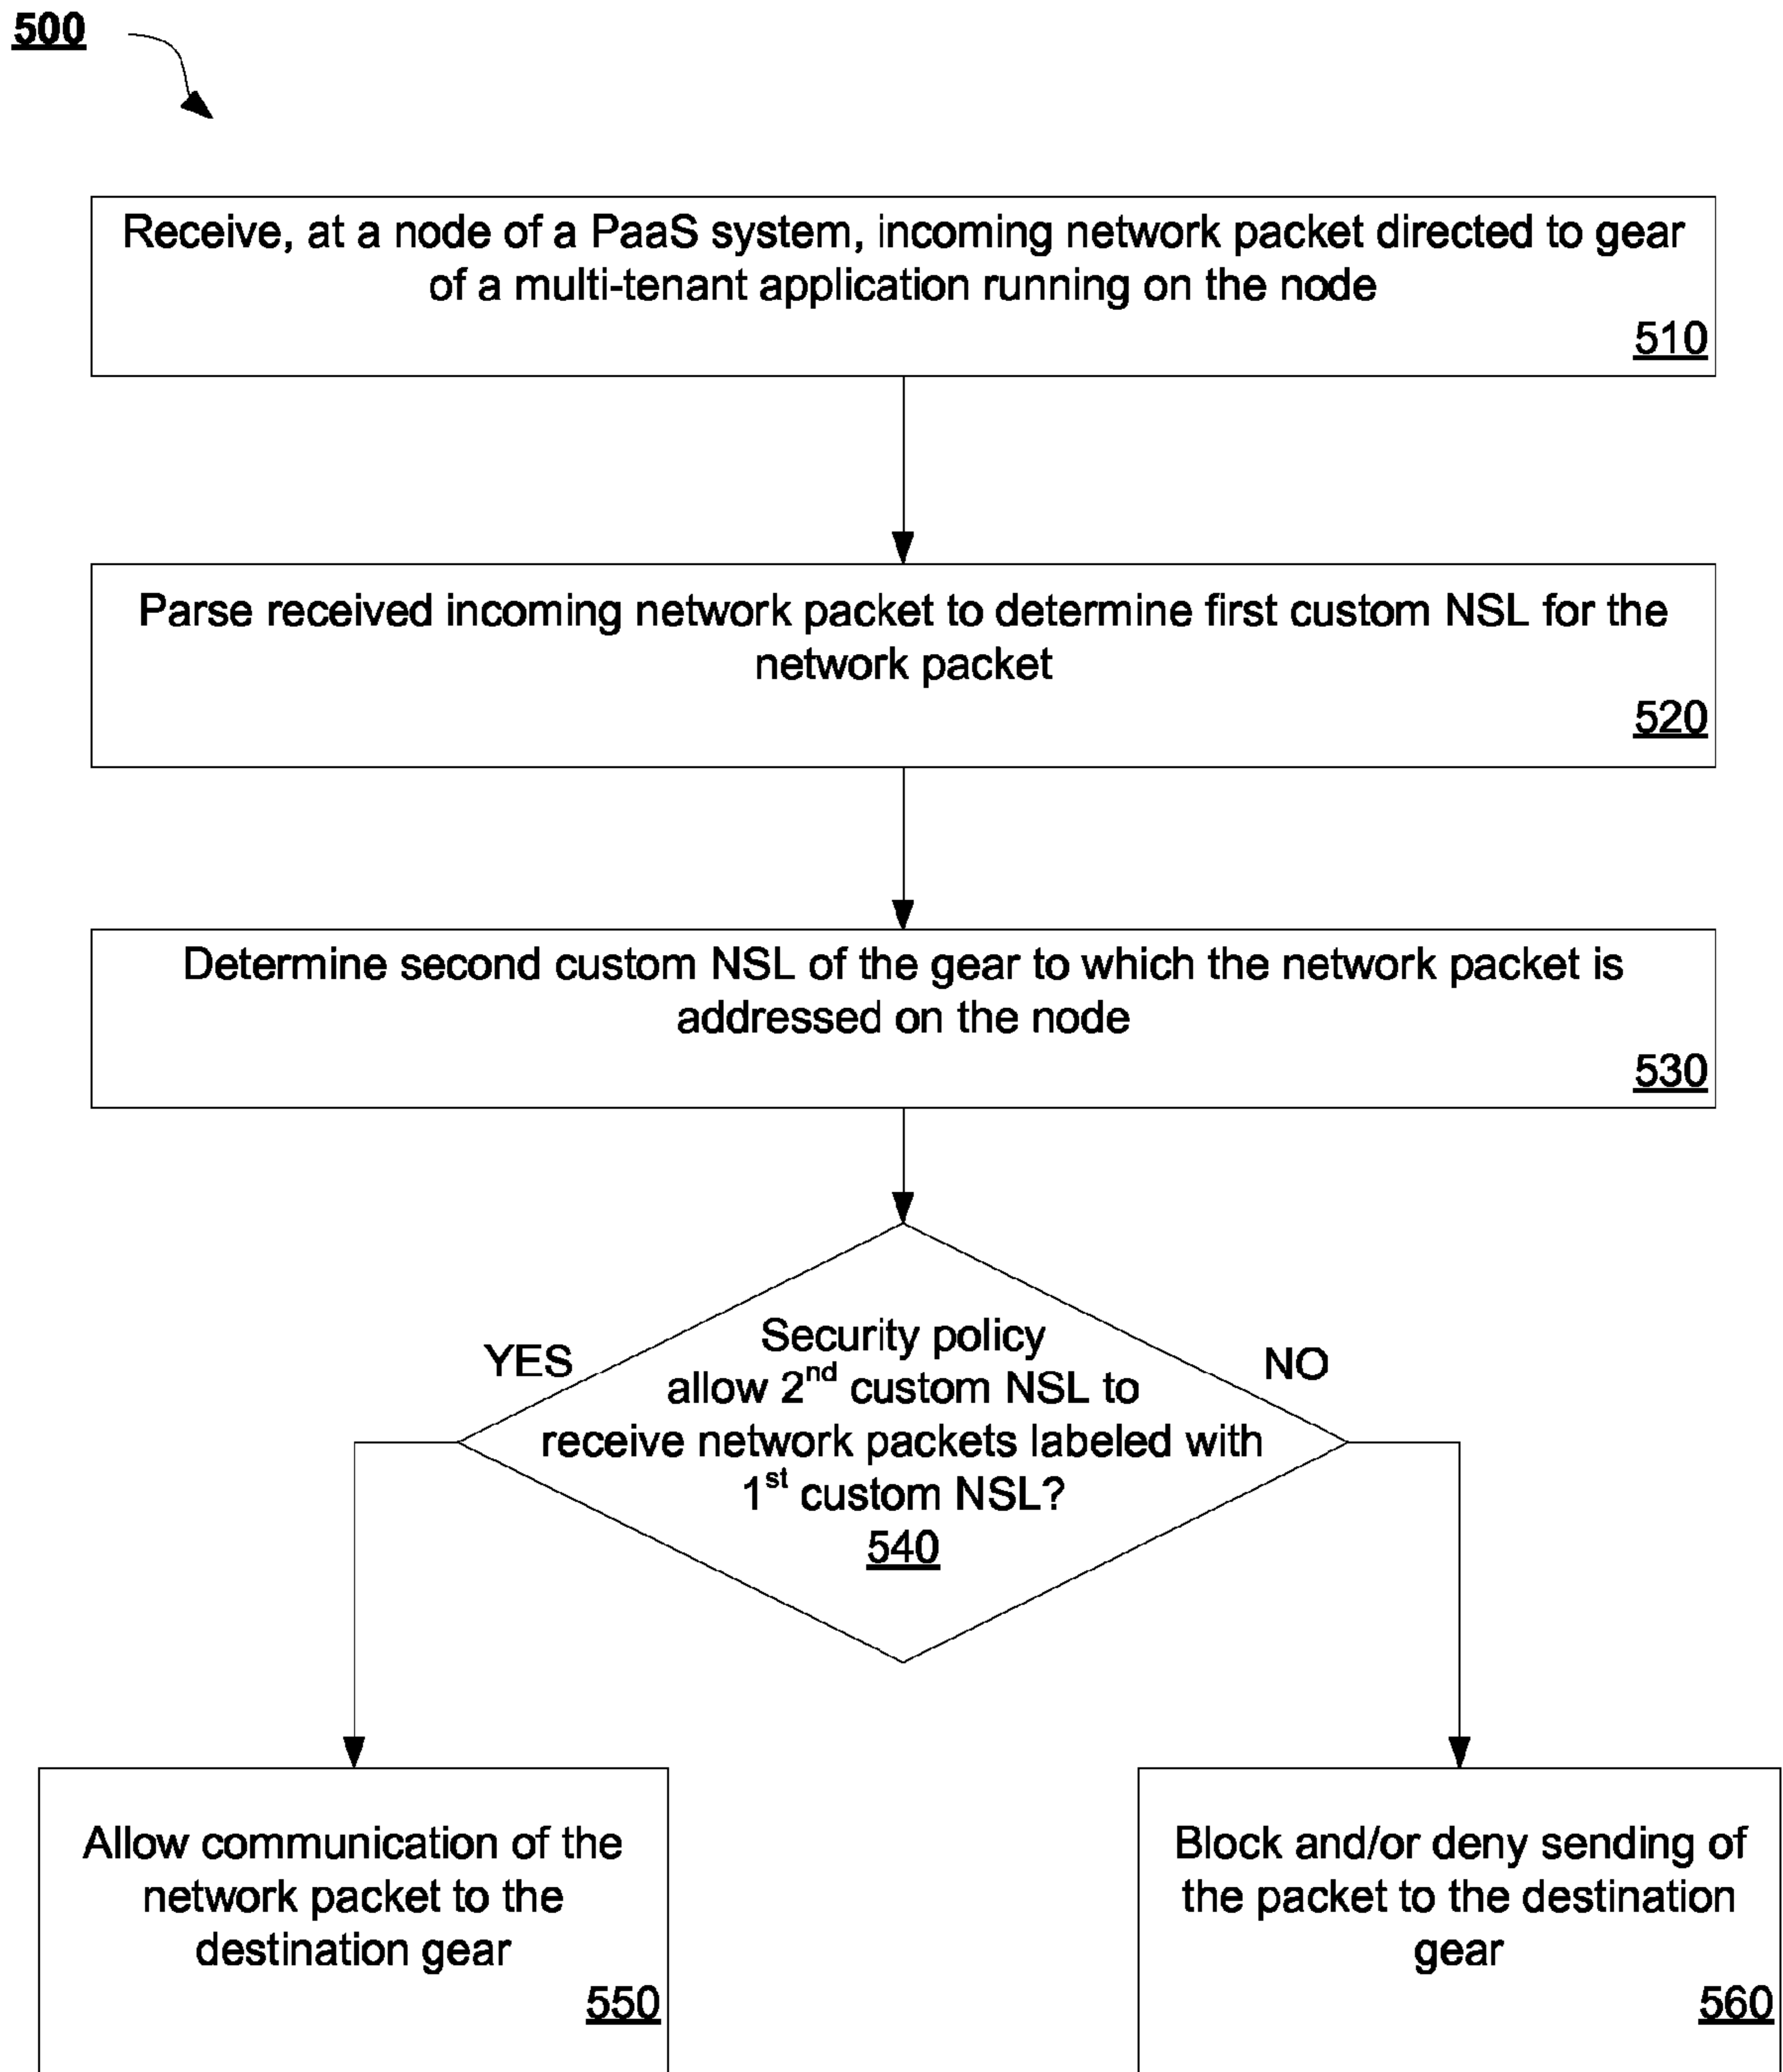 500
Receive, at a node of a PaaS system, incoming network packet directed to gear
of a multi-tenant application running on the node
510
Parse received incoming network packet to determine first custom NSL for the
network packet
520
Determine second custom NSL of the gear to which the network packet is
addressed on the node
530
Security policy
allow 2nd custom NSL to
receive network packets labeled with
1st custom NSL?
540
YES
NO
Allow communication of the
network packet to the
destination gear
550
Block and/or deny sending of
the packet to the destination
gear
560